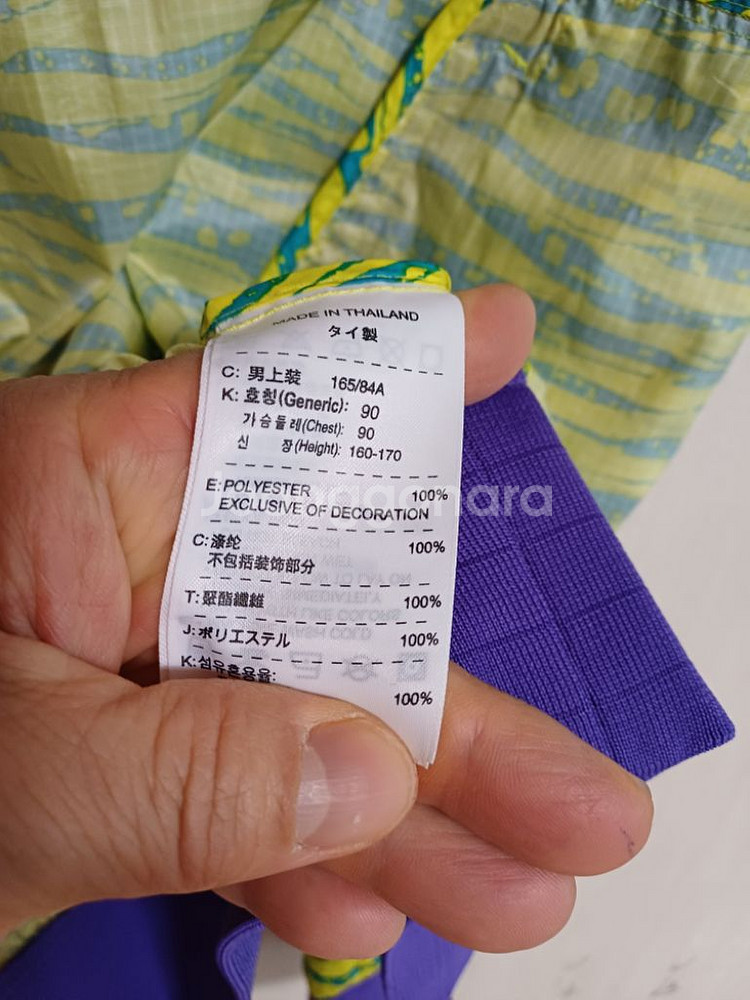 MADE IN THAILAND
タイ製
C: 男上装 165/84A
K: 호칭(Generic): 90
가슴둘레(Chest): 90
신 장(Height): 160-170
E: POLYESTER 100%
EXCLUSIVE OF DECORATION
C: 涤纶 100%
不包括装饰部分
T: 聚酯纖維 100%
J: ポリエステル 100%
K: 섬유혼용율:
100%